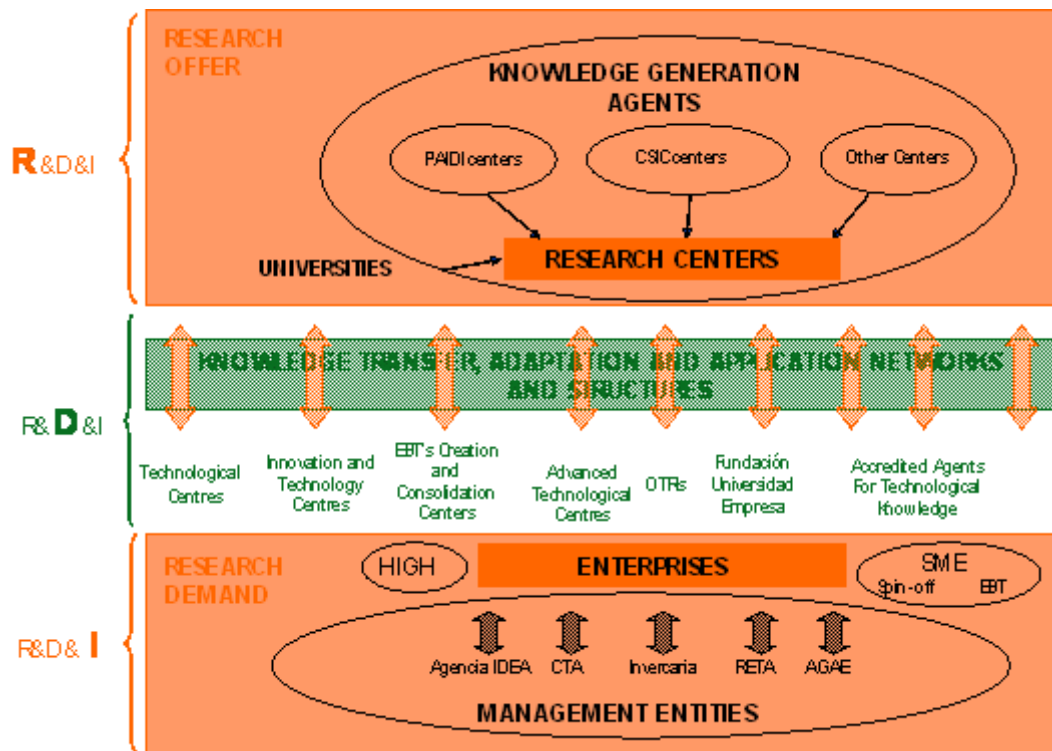 RESEARCH
OFFER
KNOWLEDGE GENERATION
AGENTS
PAIDI centers
CSIC centers
Other Centers
R&D&I
UNIVERSITIES
RESEARCH CENTERS
KNOWLEDGE TRANSFER, ADAPTATION AND APPLICATION NETWORKS
AND STRUCTURES
R&D&I
Technological
Centres
Innovation and
Technology
Centres
EBT's Creation
and
Consolidation
Centers
Advanced
Technological
Centres
OTRIs
Fundación
Universidad
Empresa
Accredited Agents
For Technological
Knowledge
RESEARCH
DEMAND
HIGH
ENTERPRISES
SME
Spin-off EBT
R&D&I
Agencia IDEA
CTA
Invercaria
RETA
AGAE
MANAGEMENT ENTITIES